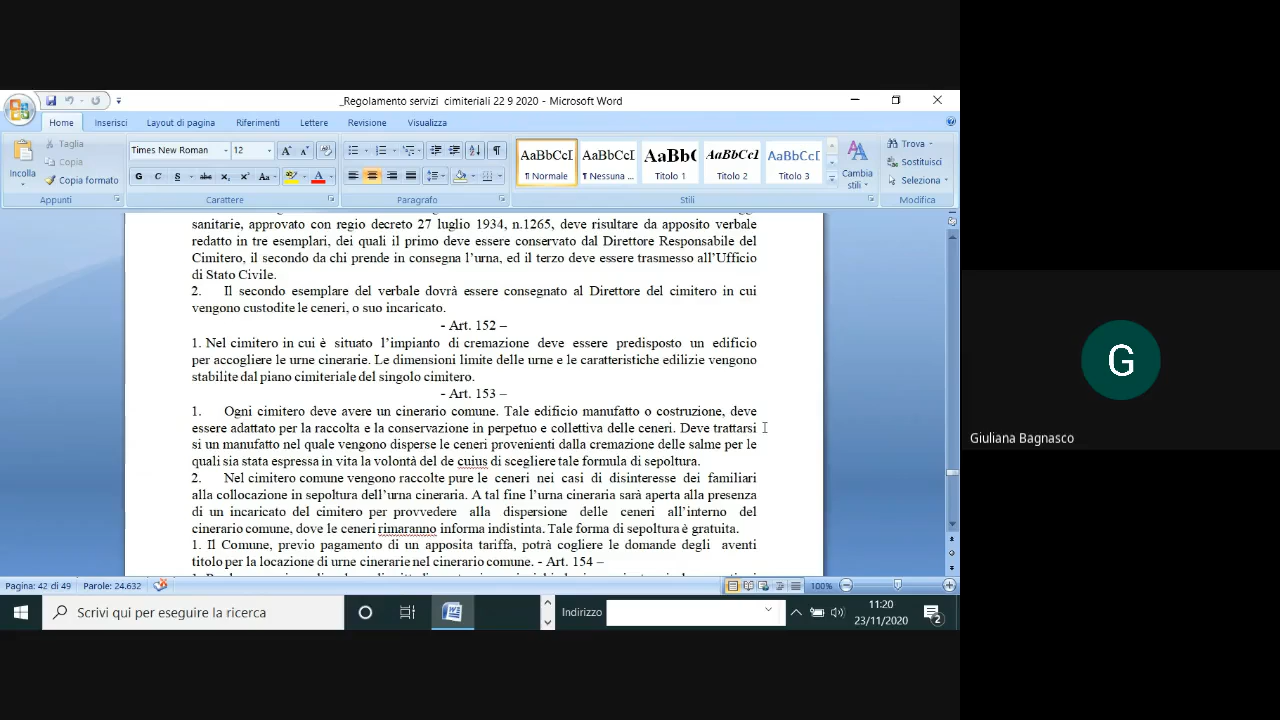 _Regolamento servizi  cimiteriali 22 9 2020 - Microsoft Word
Home Inserisci Layout di pagina Riferimenti Lettere Revisione Visualizza
Incolla
Taglia
Copia
Copia formato
Appunti
Times New Roman 12
G C S abc x₂ x² Aa
Carattere
Paragrafo
AaBbCcI AaBbCcI AaBb( AaBbCcI AaBbCcI
¶ Normale ¶ Nessuna ... Titolo 1 Titolo 2 Titolo 3
Cambia stili
Stili
Trova
Sostituisci
Seleziona
Modifica
sanitarie, approvato con regio decreto 27 luglio 1934, n.1265, deve risultare da apposito verbale
redatto in tre esemplari, dei quali il primo deve essere conservato dal Direttore Responsabile del
Cimitero, il secondo da chi prende in consegna l'urna, ed il terzo deve essere trasmesso all'Ufficio
di Stato Civile.
2. Il secondo esemplare del verbale dovrà essere consegnato al Direttore del cimitero in cui
vengono custodite le ceneri, o suo incaricato.
- Art. 152 –
1. Nel cimitero in cui è situato l'impianto di cremazione deve essere predisposto un edificio
per accogliere le urne cinerarie. Le dimensioni limite delle urne e le caratteristiche edilizie vengono
stabilite dal piano cimiteriale del singolo cimitero.
- Art. 153 –
1. Ogni cimitero deve avere un cinerario comune. Tale edificio manufatto o costruzione, deve
essere adattato per la raccolta e la conservazione in perpetuo e collettiva delle ceneri. Deve trattarsi
si un manufatto nel quale vengono disperse le ceneri provenienti dalla cremazione delle salme per le
quali sia stata espressa in vita la volontà del de cuius di scegliere tale formula di sepoltura.
2. Nel cimitero comune vengono raccolte pure le ceneri nei casi di disinteresse dei familiari
alla collocazione in sepoltura dell'urna cineraria. A tal fine l'urna cineraria sarà aperta alla presenza
di un incaricato del cimitero per provvedere alla dispersione delle ceneri all'interno del
cinerario comune, dove le ceneri rimaranno informa indistinta. Tale forma di sepoltura è gratuita.
1. Il Comune, previo pagamento di un apposita tariffa, potrà cogliere le domande degli aventi
titolo per la locazione di urne cinerarie nel cinerario comune. - Art. 154 –
Pagina: 42 di 49 Parole: 24.632 100%
Scrivi qui per eseguire la ricerca
Indirizzo
11:20
23/11/2020
2
G
Giuliana Bagnasco